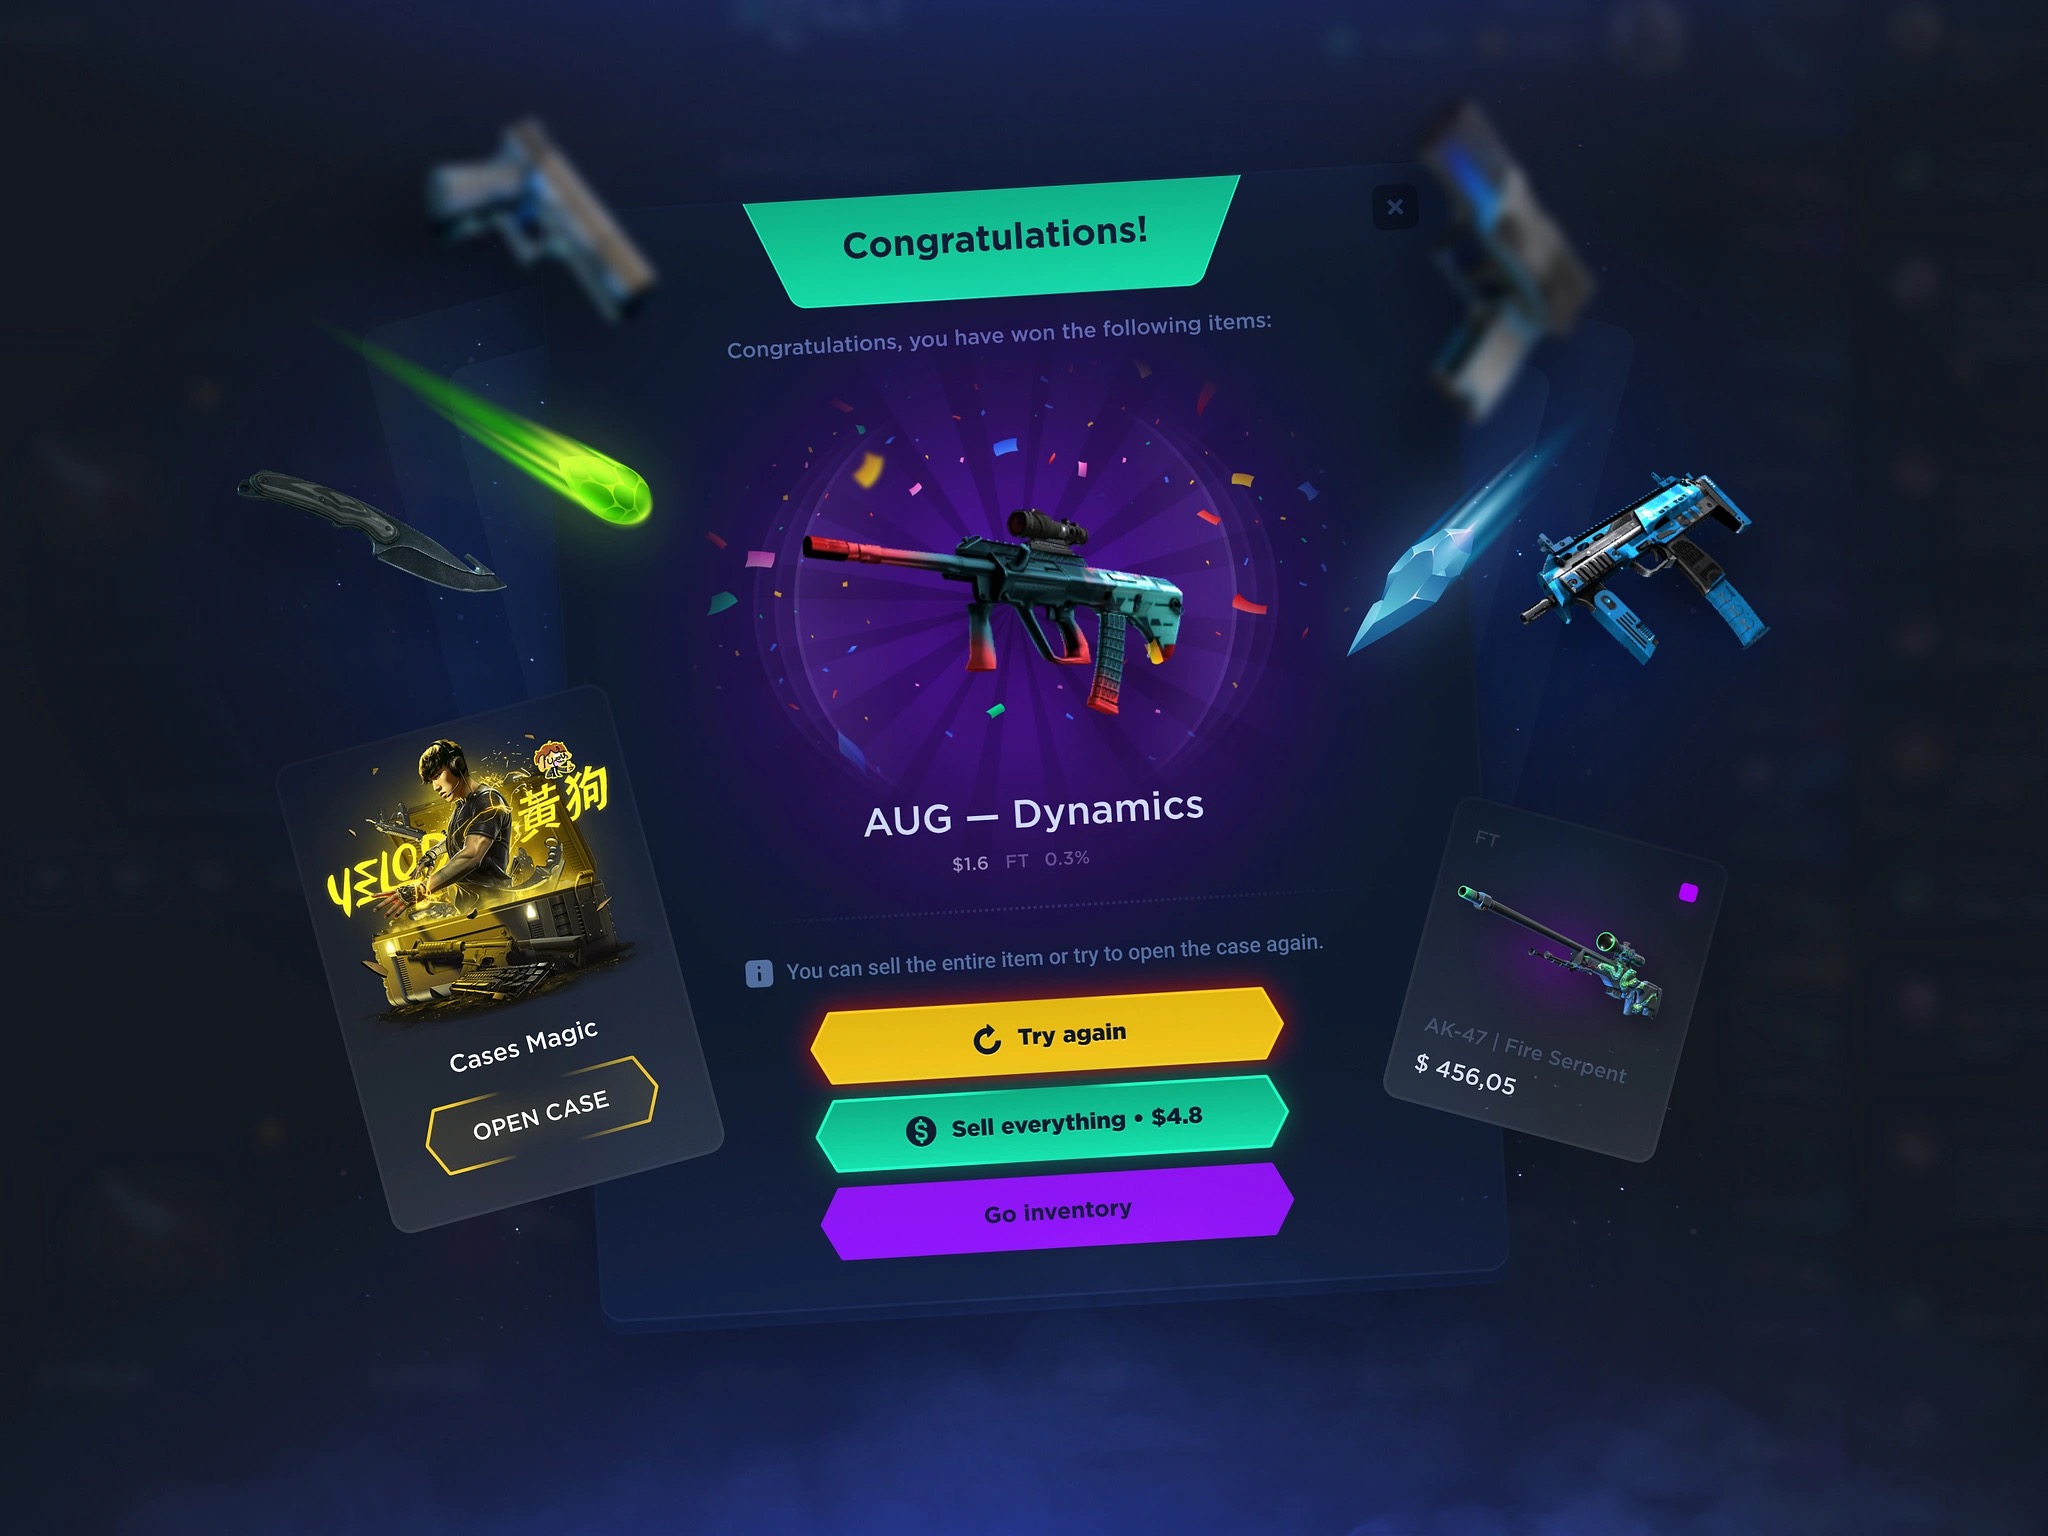 Congratulations!
Congratulations, you have won the following items:
AUG — Dynamics
$1.6 FT 0.3%
You can sell the entire item or try to open the case again.
Try again
Sell everything • $4.8
Go inventory
黃狗
Cases Magic
OPEN CASE
FT
AK-47 | Fire Serpent
$ 456,05